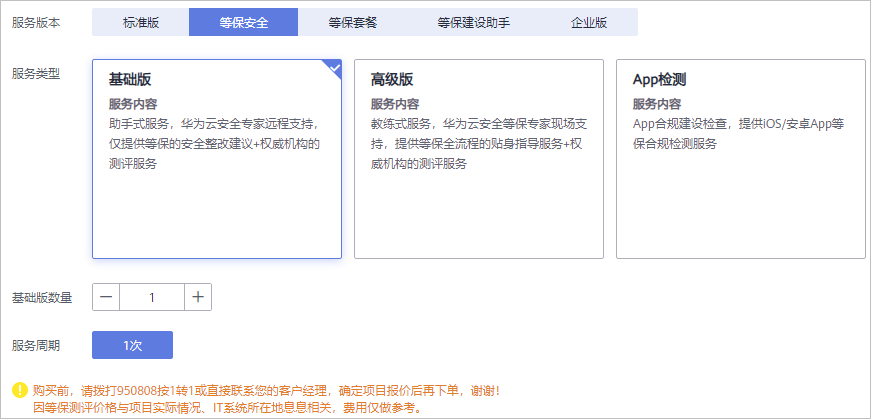 服务版本 标准版 等保安全 等保套餐 等保建设助手 企业版
服务类型
基础版
服务内容
助手式服务，华为云安全专家远程支持，
仅提供等保的安全整改建议+权威机构的
测评服务
高级版
服务内容
教练式服务，华为云安全等保专家现场支
持，提供等保全流程的贴身指导服务+权
威机构的测评服务
App检测
服务内容
App合规建设检查，提供iOS/安卓App等
保合规检测服务
基础版数量 1
服务周期 1次
购买前，请拨打950808按1转1或直接联系您的客户经理，确定项目报价后再下单，谢谢！
因等保测评价格与项目实际情况、IT系统所在地息息相关，费用仅做参考。